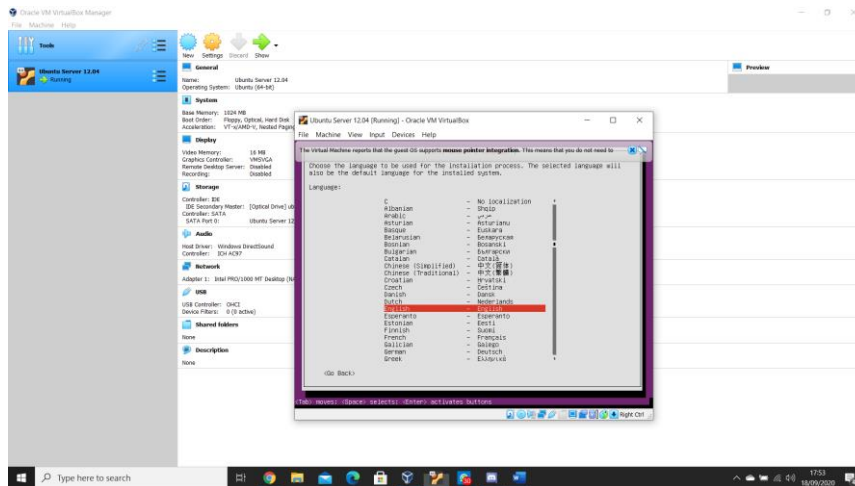 Oracle VM VirtualBox Manager
File Machine Help
Tools
New Settings Discard Show
Ubuntu Server 12.04
Running
General
Name: Ubuntu Server 12.04
Operating System: Ubuntu (64-bit)
Preview
System
Base Memory: 1024 MB
Boot Order: Floppy, Optical, Hard Disk
Acceleration: VT-x/AMD-V, Nested Paging
Display
Video Memory: 16 MB
Graphics Controller: VMSVGA
Remote Desktop Server: Disabled
Recording: Disabled
Storage
Controller: IDE
IDE Secondary Master: [Optical Drive] ub
Controller: SATA
SATA Port 0: Ubuntu Server 12
Audio
Host Driver: Windows DirectSound
Controller: ICH AC97
Network
Adapter 1: Intel PRO/1000 MT Desktop (N
USB
USB Controller: OHCI
Device Filters: 0 (0 active)
Shared folders
None
Description
None
Ubuntu Server 12.04 [Running] - Oracle VM VirtualBox
File Machine View Input Devices Help
The Virtual Machine reports that the guest OS supports mouse pointer integration. This means that you do not need to
Choose the language to be used for the installation process. The selected language will
also be the default language for the installed system.
Language:
C - No localization
Albanian - Shqip
Arabic - عربي
Asturian - Asturianu
Basque - Euskara
Belarusian - Беларуская
Bosnian - Bosanski
Bulgarian - Български
Catalan - Català
Chinese (Simplified) - 中文(简体)
Chinese (Traditional) - 中文(繁體)
Croatian - Hrvatski
Czech - Čeština
Danish - Dansk
Dutch - Nederlands
English - English
Esperanto - Esperanto
Estonian - Eesti
Finnish - Suomi
French - Français
Galician - Galego
German - Deutsch
Greek - Ελληνικά
<Go Back>
<Tab> moves; <Space> selects; <Enter> activates buttons
Right Ctrl
Type here to search
17:53
18/09/2020